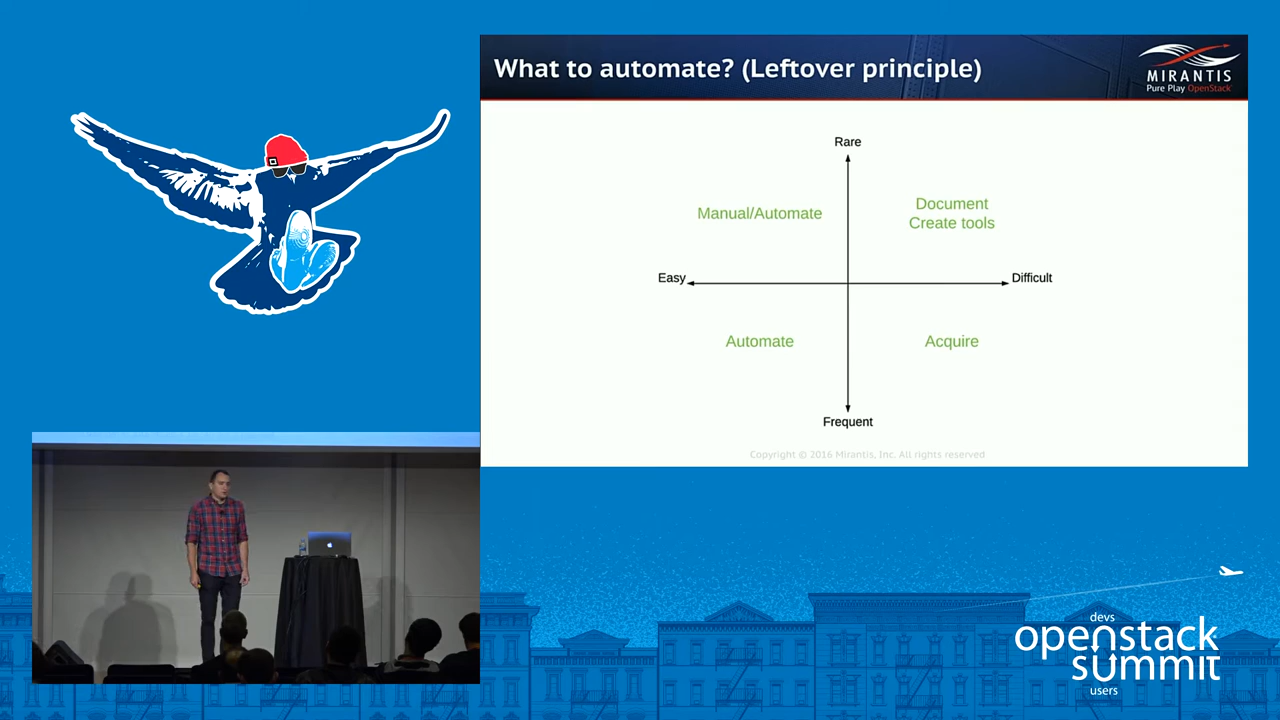 What to automate? (Leftover principle)
MIRANTIS
Pure Play OpenStack
Rare
Manual/Automate
Document
Create tools
Easy
Difficult
Automate
Acquire
Frequent
Copyright © 2016 Mirantis, Inc. All rights reserved
devs
openstack
summit
users